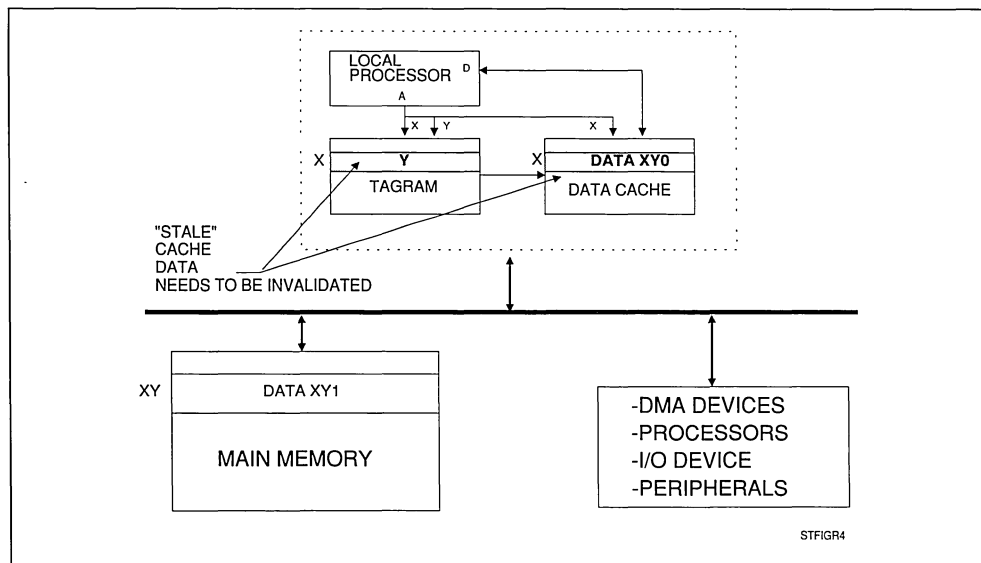 LOCAL
PROCESSOR
D
A
X Y X
X Y
TAGRAM
X DATA XY0
DATA CACHE
"STALE"
CACHE
DATA
NEEDS TO BE INVALIDATED
XY DATA XY1
MAIN MEMORY
-DMA DEVICES
-PROCESSORS
-I/O DEVICE
-PERIPHERALS
STFIGR4